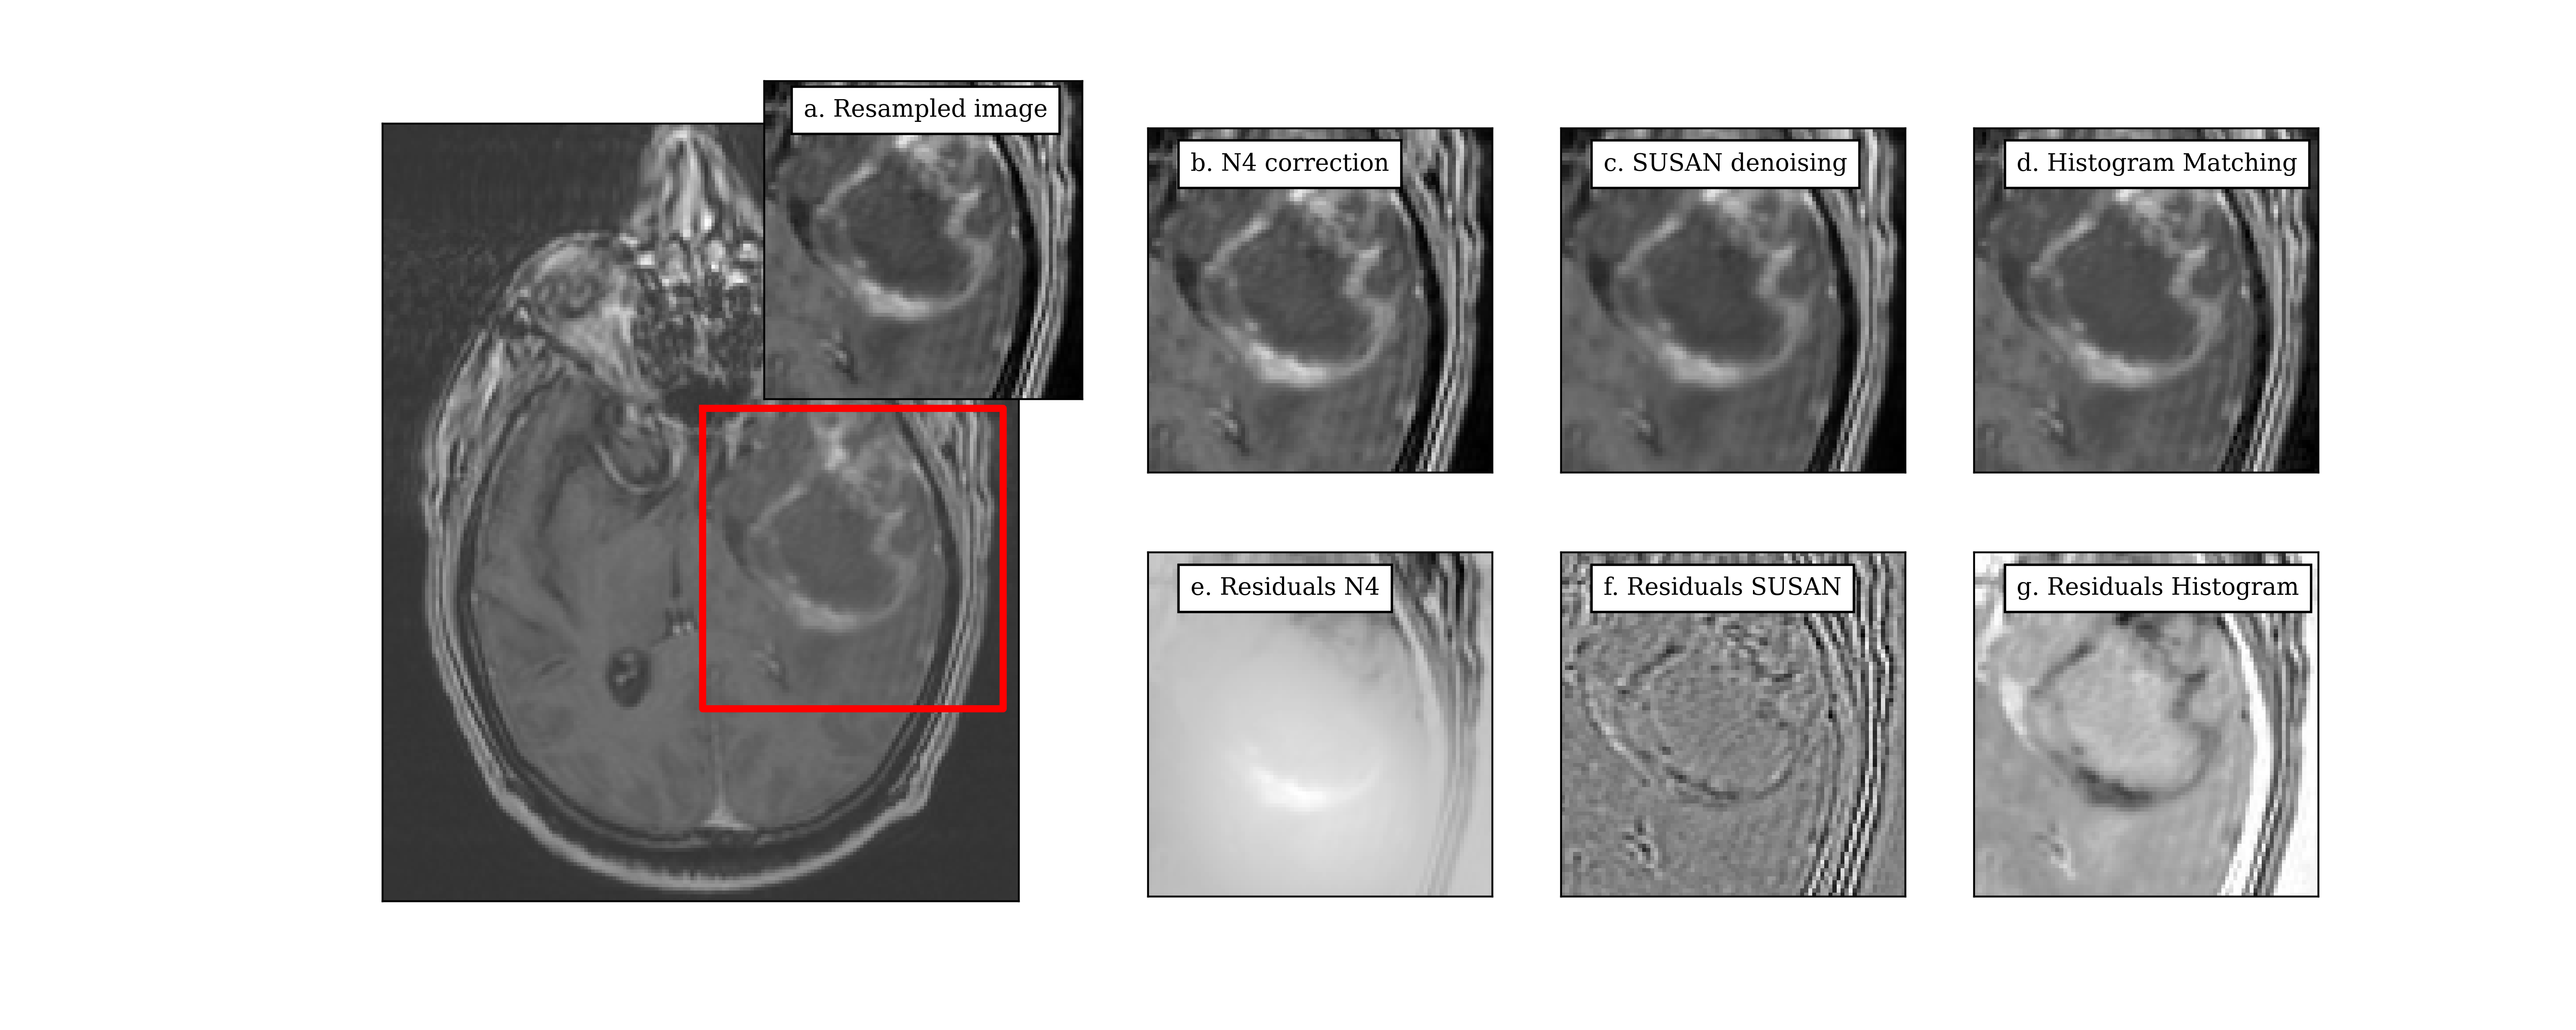 a. Resampled image
b. N4 correction
c. SUSAN denoising
d. Histogram Matching
e. Residuals N4
f. Residuals SUSAN
g. Residuals Histogram